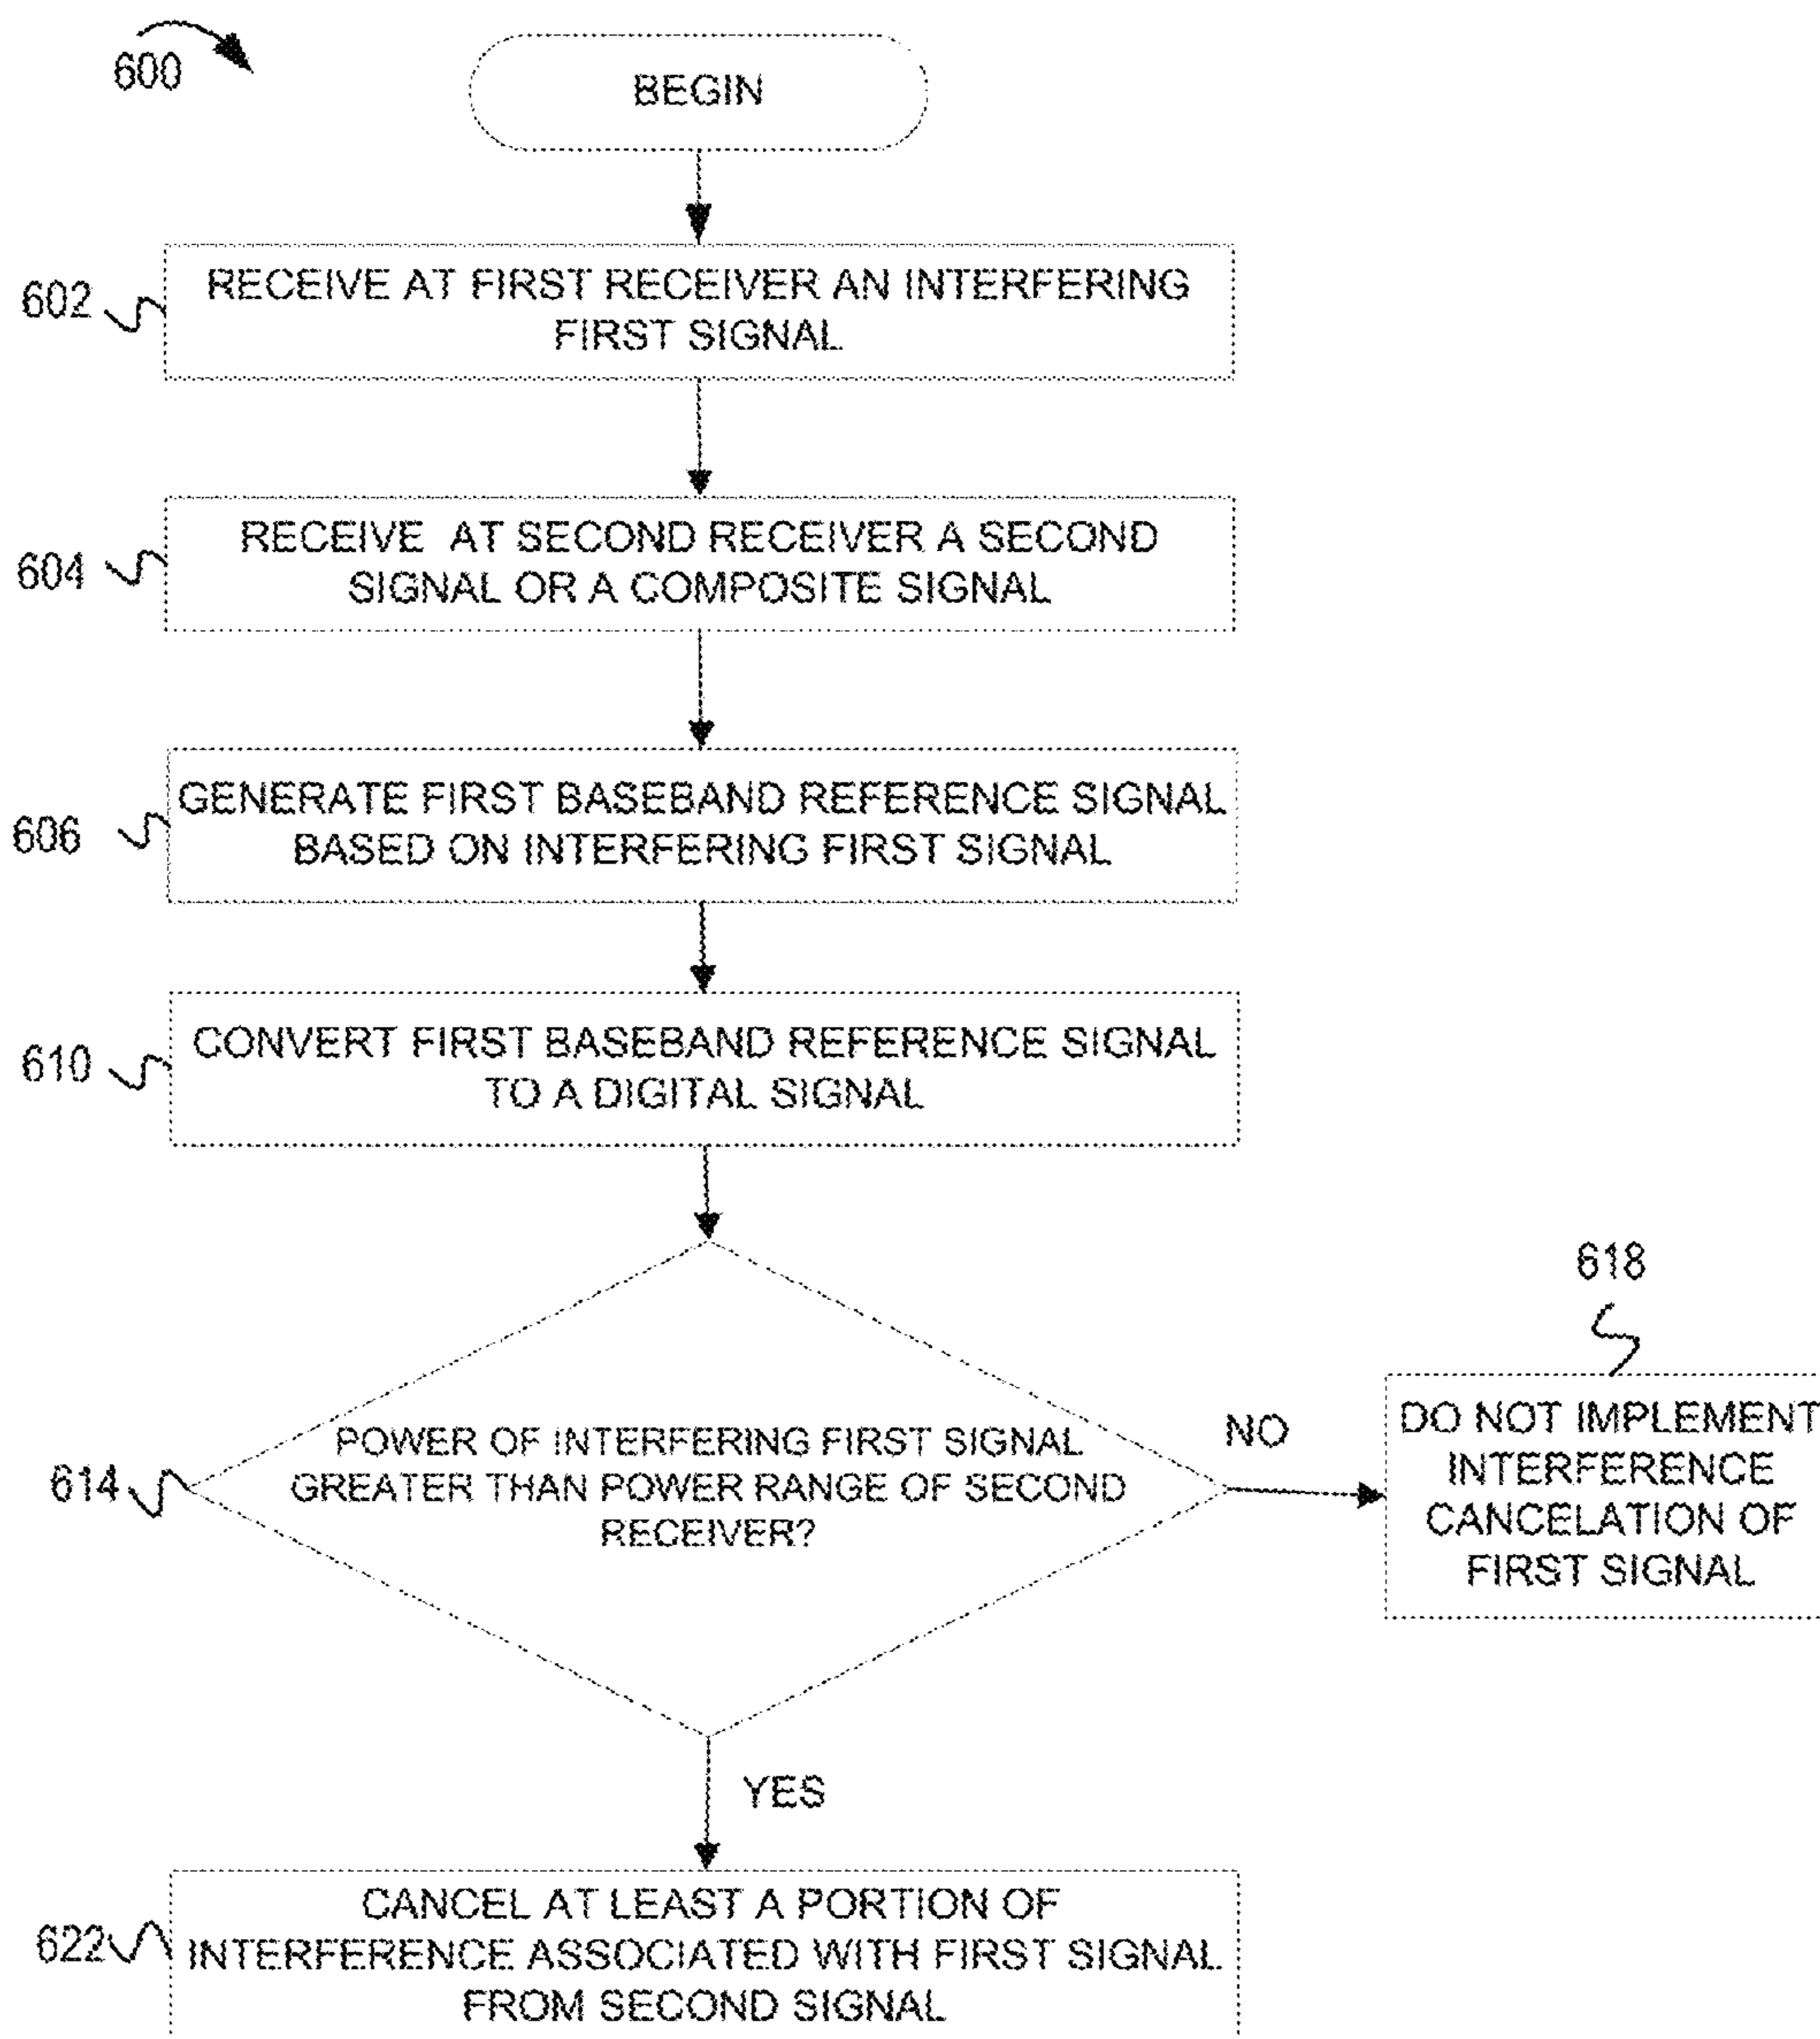 600
BEGIN
602
RECEIVE AT FIRST RECEIVER AN INTERFERING
FIRST SIGNAL
604
RECEIVE AT SECOND RECEIVER A SECOND
SIGNAL OR A COMPOSITE SIGNAL
606
GENERATE FIRST BASEBAND REFERENCE SIGNAL
BASED ON INTERFERING FIRST SIGNAL
610
CONVERT FIRST BASEBAND REFERENCE SIGNAL
TO A DIGITAL SIGNAL
614
POWER OF INTERFERING FIRST SIGNAL
GREATER THAN POWER RANGE OF SECOND
RECEIVER?
NO
618
DO NOT IMPLEMENT
INTERFERENCE
CANCELATION OF
FIRST SIGNAL
YES
622
CANCEL AT LEAST A PORTION OF
INTERFERENCE ASSOCIATED WITH FIRST SIGNAL
FROM SECOND SIGNAL